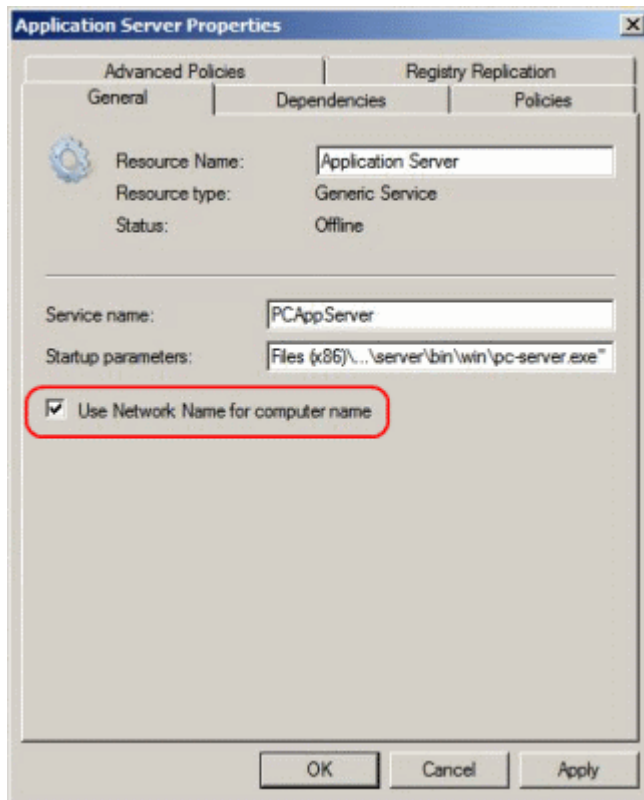 Application Server Properties
Advanced Policies Registry Replication
General Dependencies Policies
Resource Name: Application Server
Resource type: Generic Service
Status: Offline
Service name: PCAppServer
Startup parameters: Files (x86)\...\server\bin\win\pc-server.exe"
Use Network Name for computer name
OK Cancel Apply